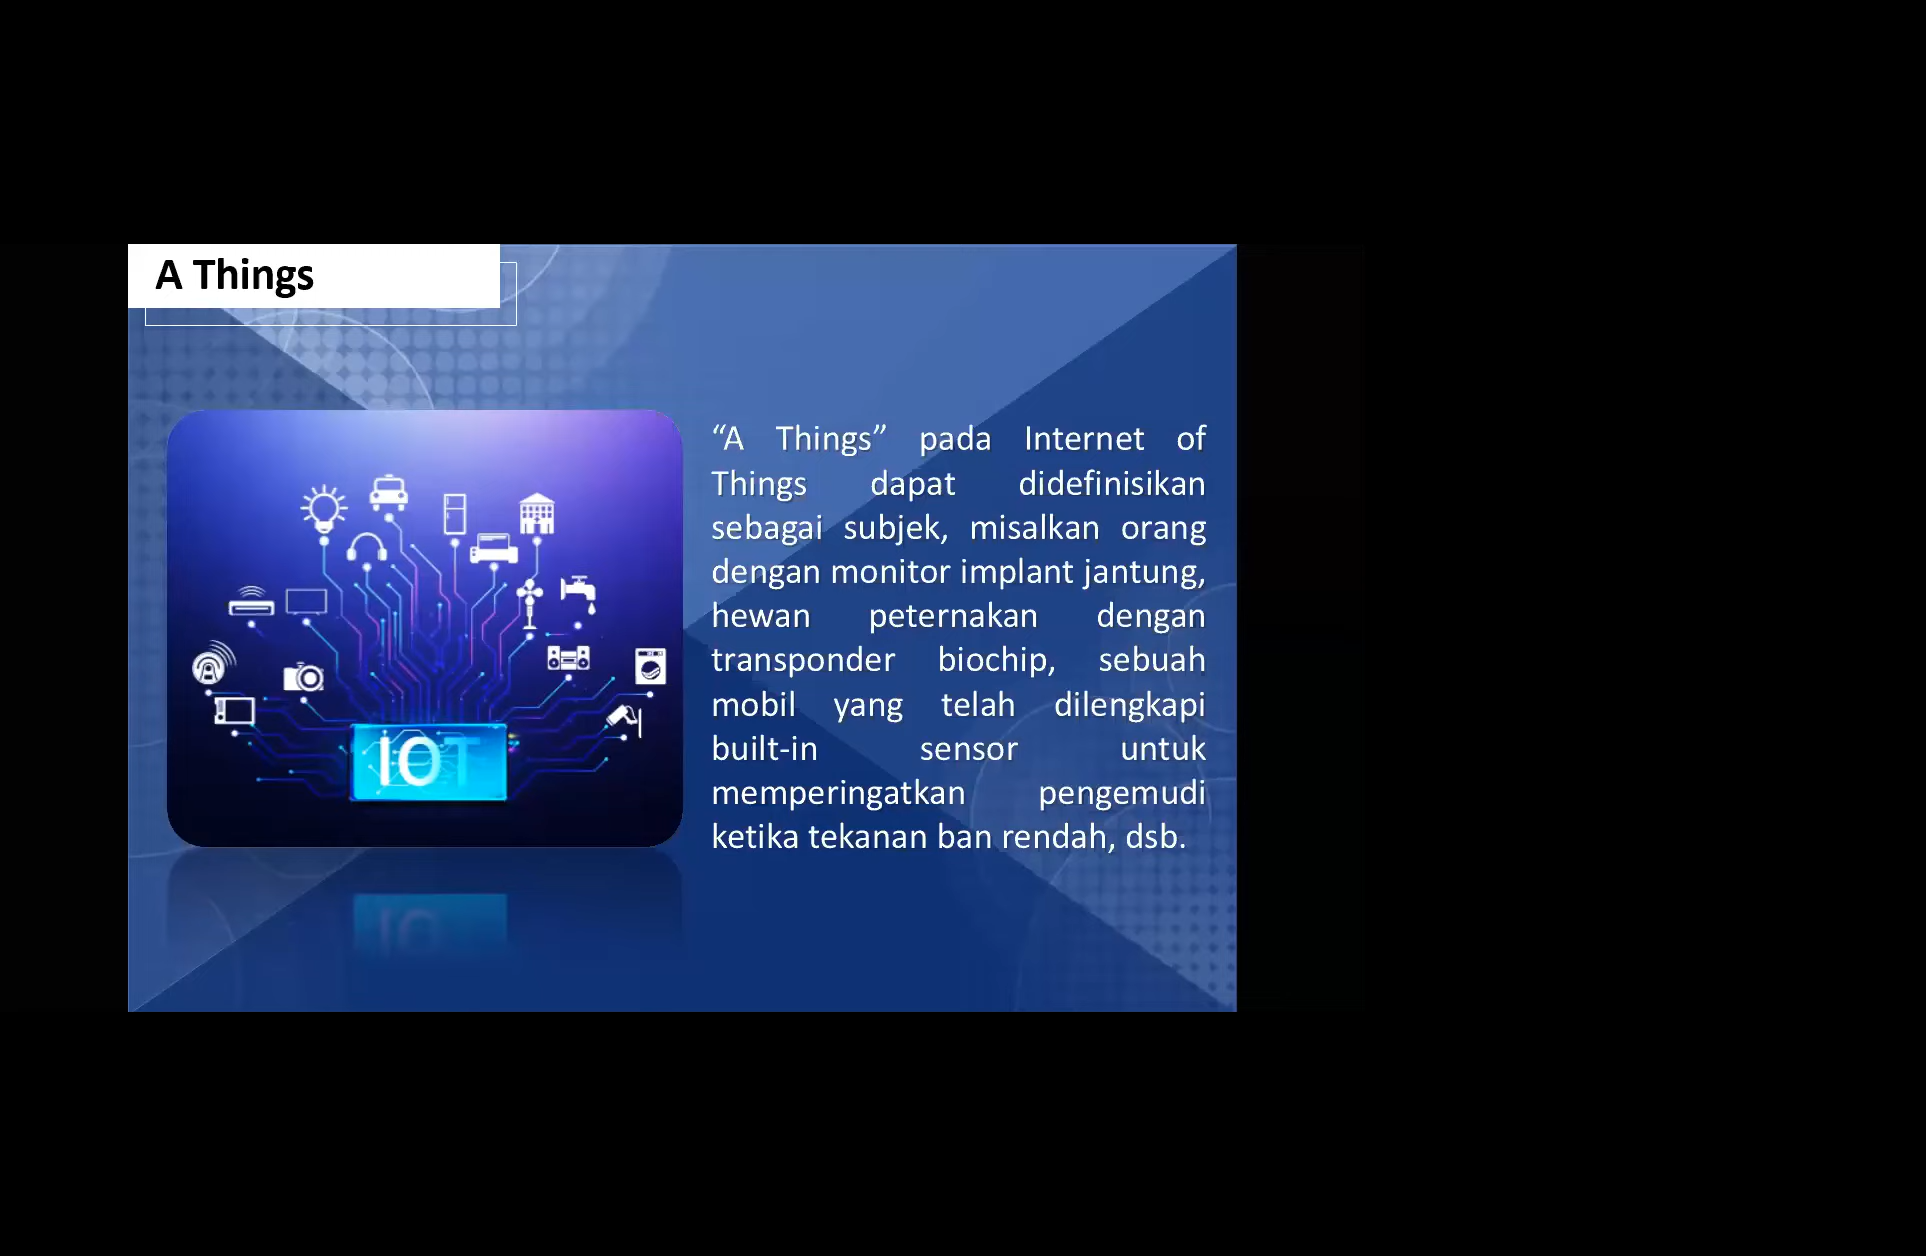 A Things
“A Things” pada Internet of
Things dapat didefinisikan
sebagai subjek, misalkan orang
dengan monitor implant jantung,
hewan peternakan dengan
transponder biochip, sebuah
mobil yang telah dilengkapi
built-in sensor untuk
memperingatkan pengemudi
ketika tekanan ban rendah, dsb.
IOT